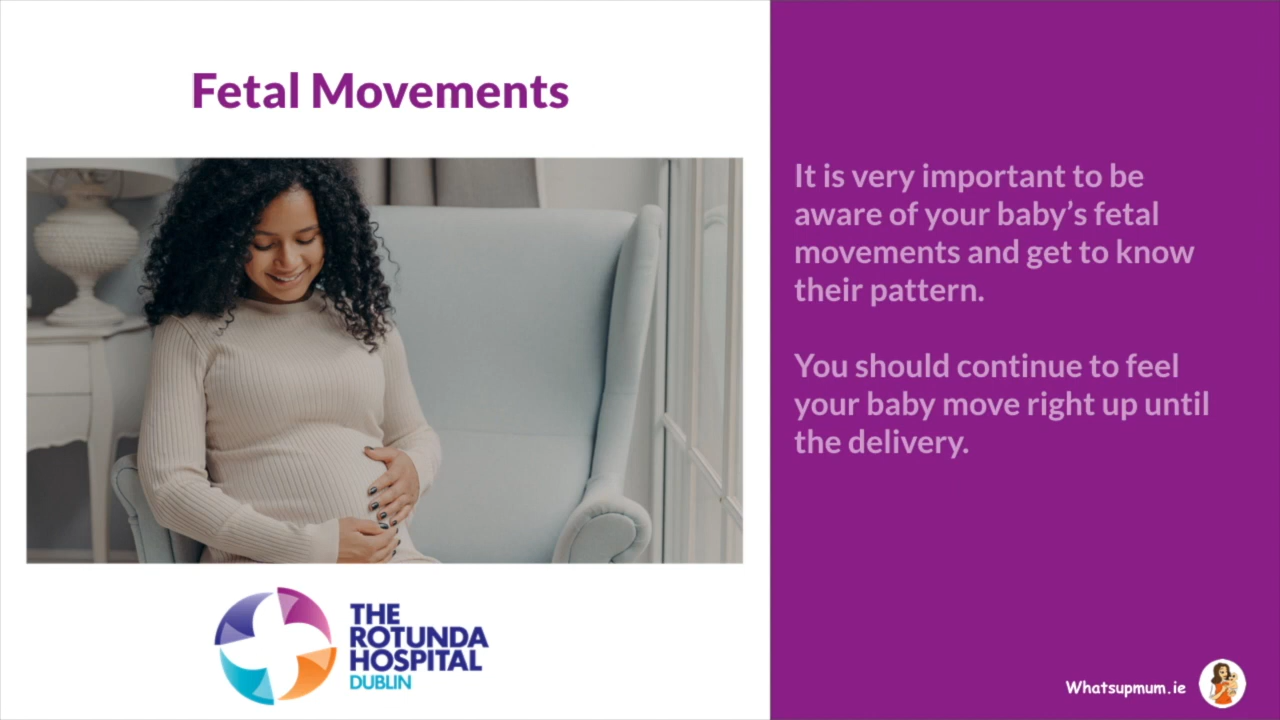 Fetal Movements
It is very important to be
aware of your baby’s fetal
movements and get to know
their pattern.
You should continue to feel
your baby move right up until
the delivery.
THE
ROTUNDA
HOSPITAL
DUBLIN
Whatsupmum.ie